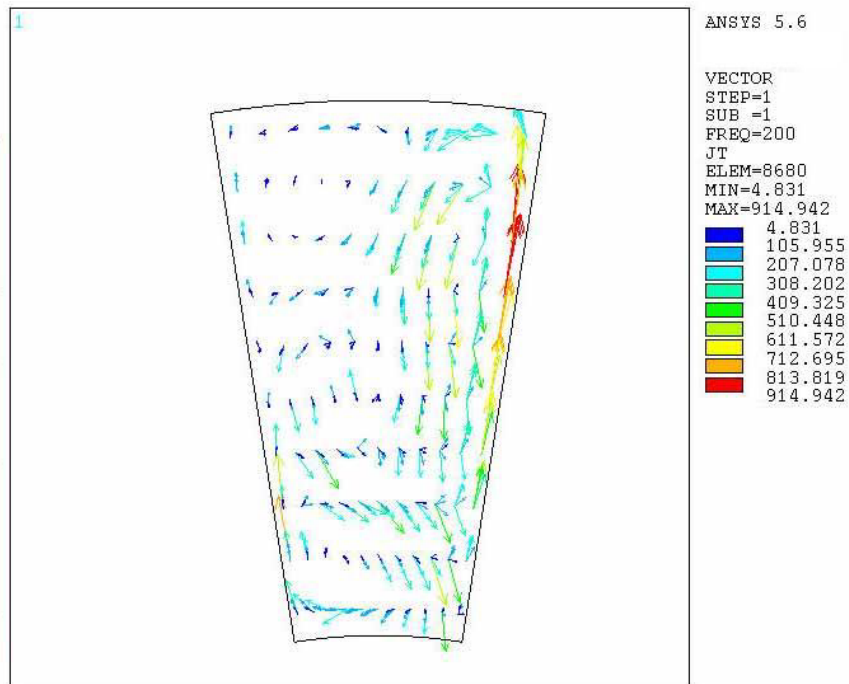 1
ANSYS 5.6
VECTOR
STEP=1
SUB =1
FREQ=200
JT
ELEM=8680
MIN=4.831
MAX=914.942
4.831
105.955
207.078
308.202
409.325
510.448
611.572
712.695
813.819
914.942